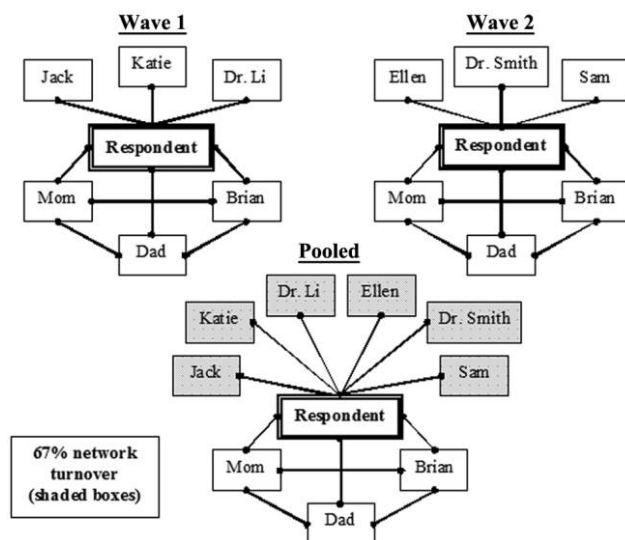 Wave 1
Wave 2
Jack
Katie
Dr. Li
Ellen
Dr. Smith
Sam
Respondent
Respondent
Mom
Brian
Mom
Brian
Dad
Dad
Pooled
Dr. Li
Ellen
Katie
Dr. Smith
Jack
Sam
Respondent
67% network
turnover
(shaded boxes)
Mom
Brian
Dad